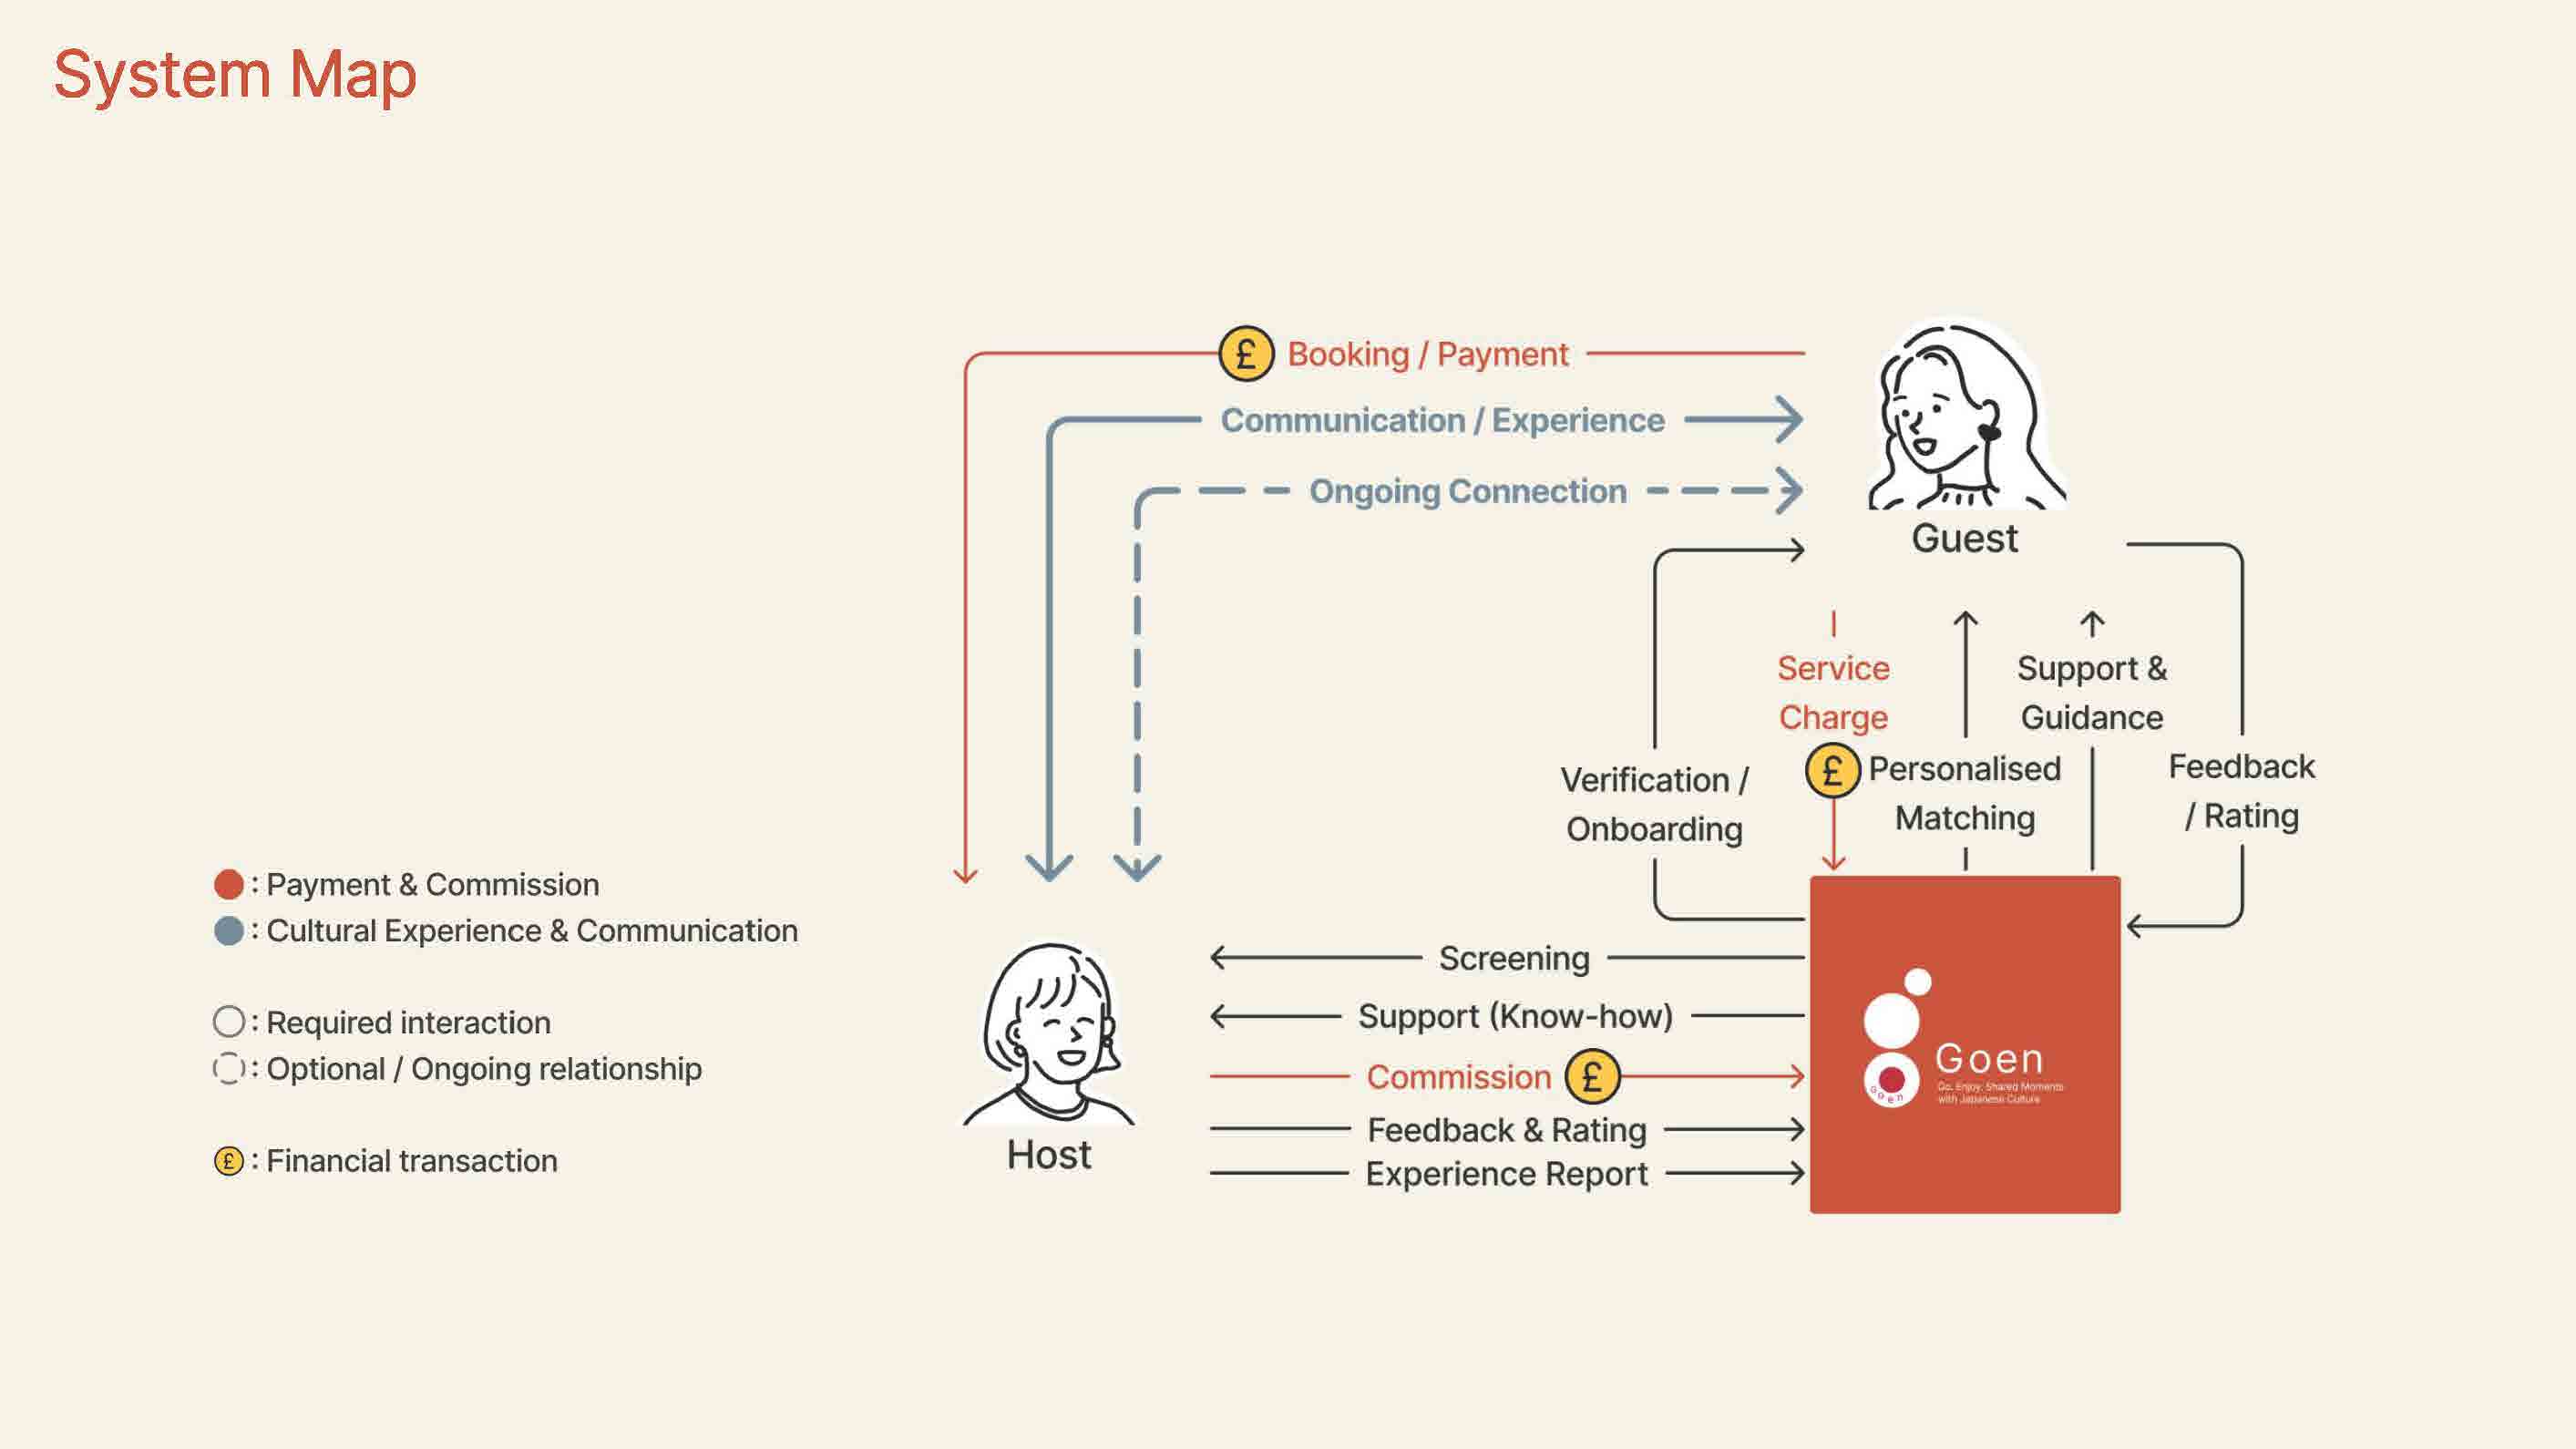 System Map
£ Booking / Payment
Communication / Experience
Ongoing Connection
Guest
Service
Charge
£
Support &
Guidance
Verification /
Onboarding
Personalised
Matching
Feedback
/ Rating
: Payment & Commission
: Cultural Experience & Communication
: Required interaction
: Optional / Ongoing relationship
£ : Financial transaction
Host
Screening
Support (Know-how)
Commission £
Feedback & Rating
Experience Report
Goen
Go, Enjoy, Shared Moments
with Japanese Culture
Goen